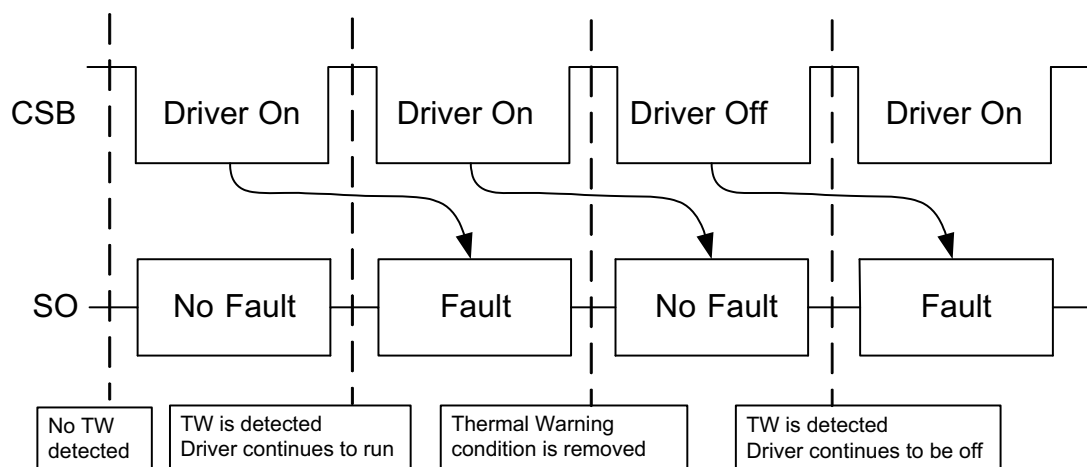 CSB
Driver On
Driver On
Driver Off
Driver On
SO
No Fault
Fault
No Fault
Fault
No TW
detected
TW is detected
Driver continues to run
Thermal Warning
condition is removed
TW is detected
Driver continues to be off